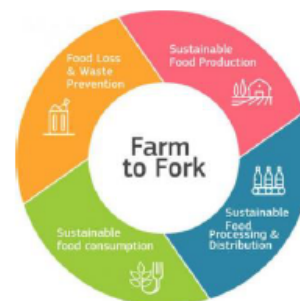 Food Loss
& Waste
Prevention
Sustainable
Food Production
Farm
to Fork
Sustainable
Food
Processing &
Distribution
Sustainable
food consumption